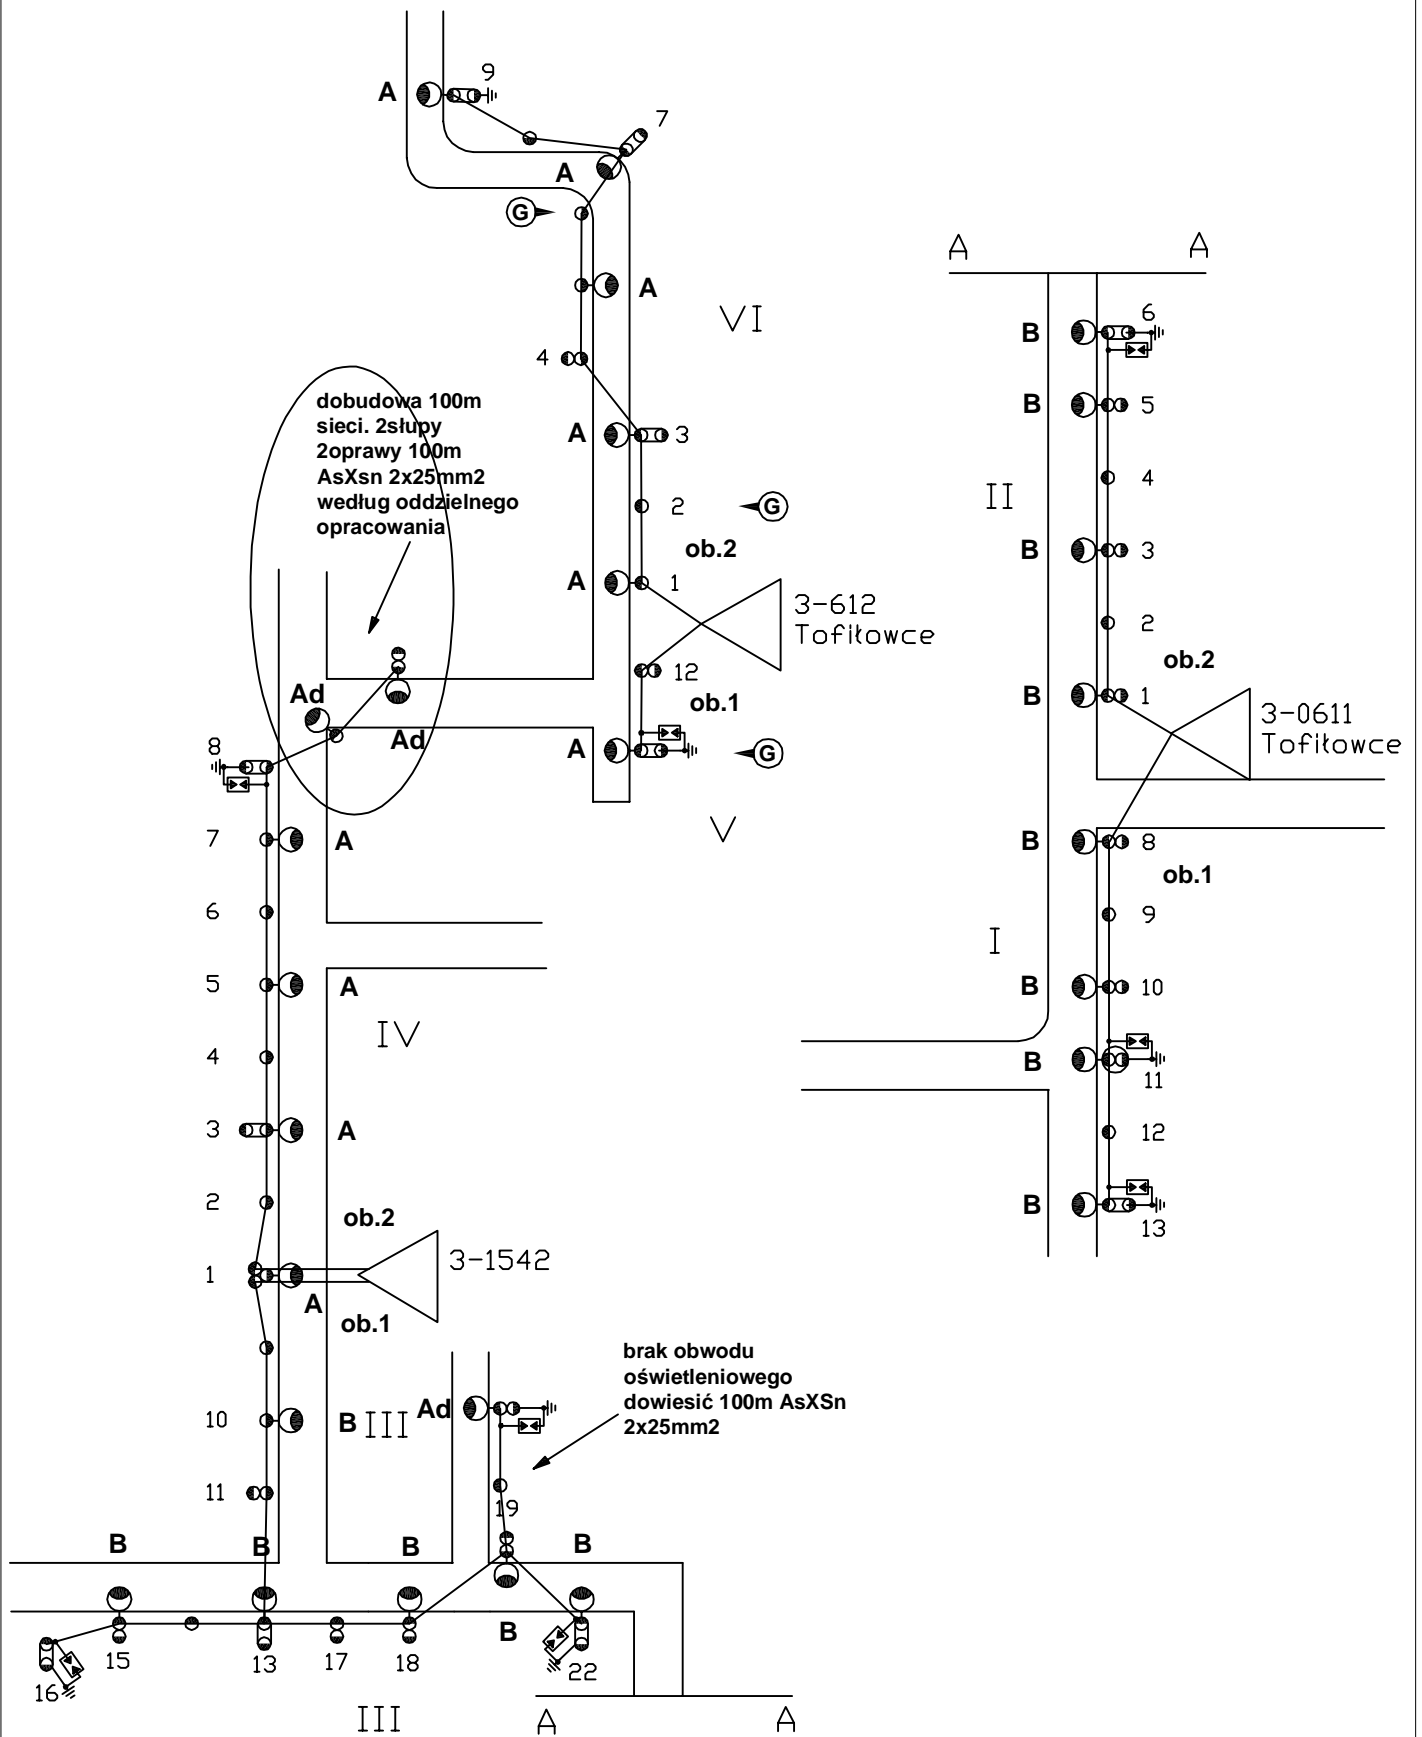 9
A
7
A
G
A
VI
4
A
3
2
G
ob.2
A
1
3-612
Tofiłowce
12
ob.1
A
G
V
dobudowa 100m
sieci. 2słupy
2oprawy 100m
AsXsn 2x25mm2
według oddzielnego
opracowania
Ad
Ad
8
7
A
6
5
A
IV
4
3
A
2
ob.2
1
3-1542
A
ob.1
10
B
III
Ad
brak obwodu
oświetleniowego
dowiesić 100m AsXSn
2x25mm2
11
19
B
B
B
B
B
15
13
17
18
22
16
III
A
A
A
A
6
B
B
5
4
II
B
3
2
ob.2
B
1
3-0611
Tofiłowce
B
8
ob.1
9
I
B
10
B
11
12
B
13